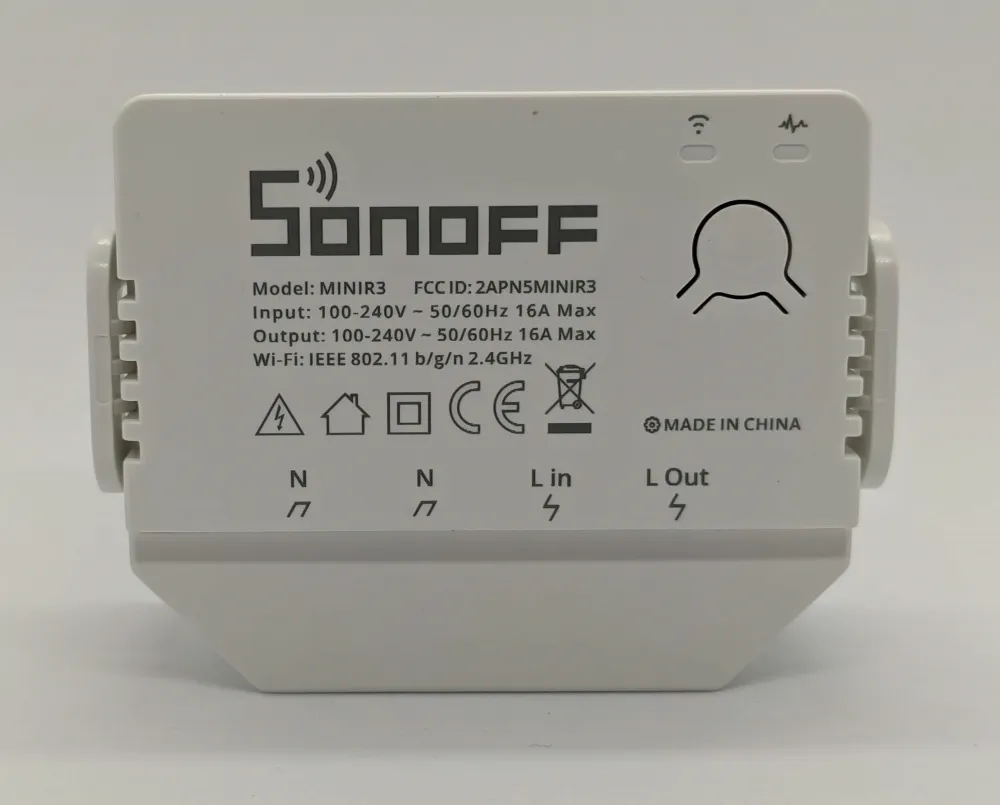 SONOFF
Model: MINIR3 FCC ID: 2APN5MINIR3
Input: 100-240V ~ 50/60Hz 16A Max
Output: 100-240V ~ 50/60Hz 16A Max
Wi-Fi: IEEE 802.11 b/g/n 2.4GHz
CE
MADE IN CHINA
N N L in L Out